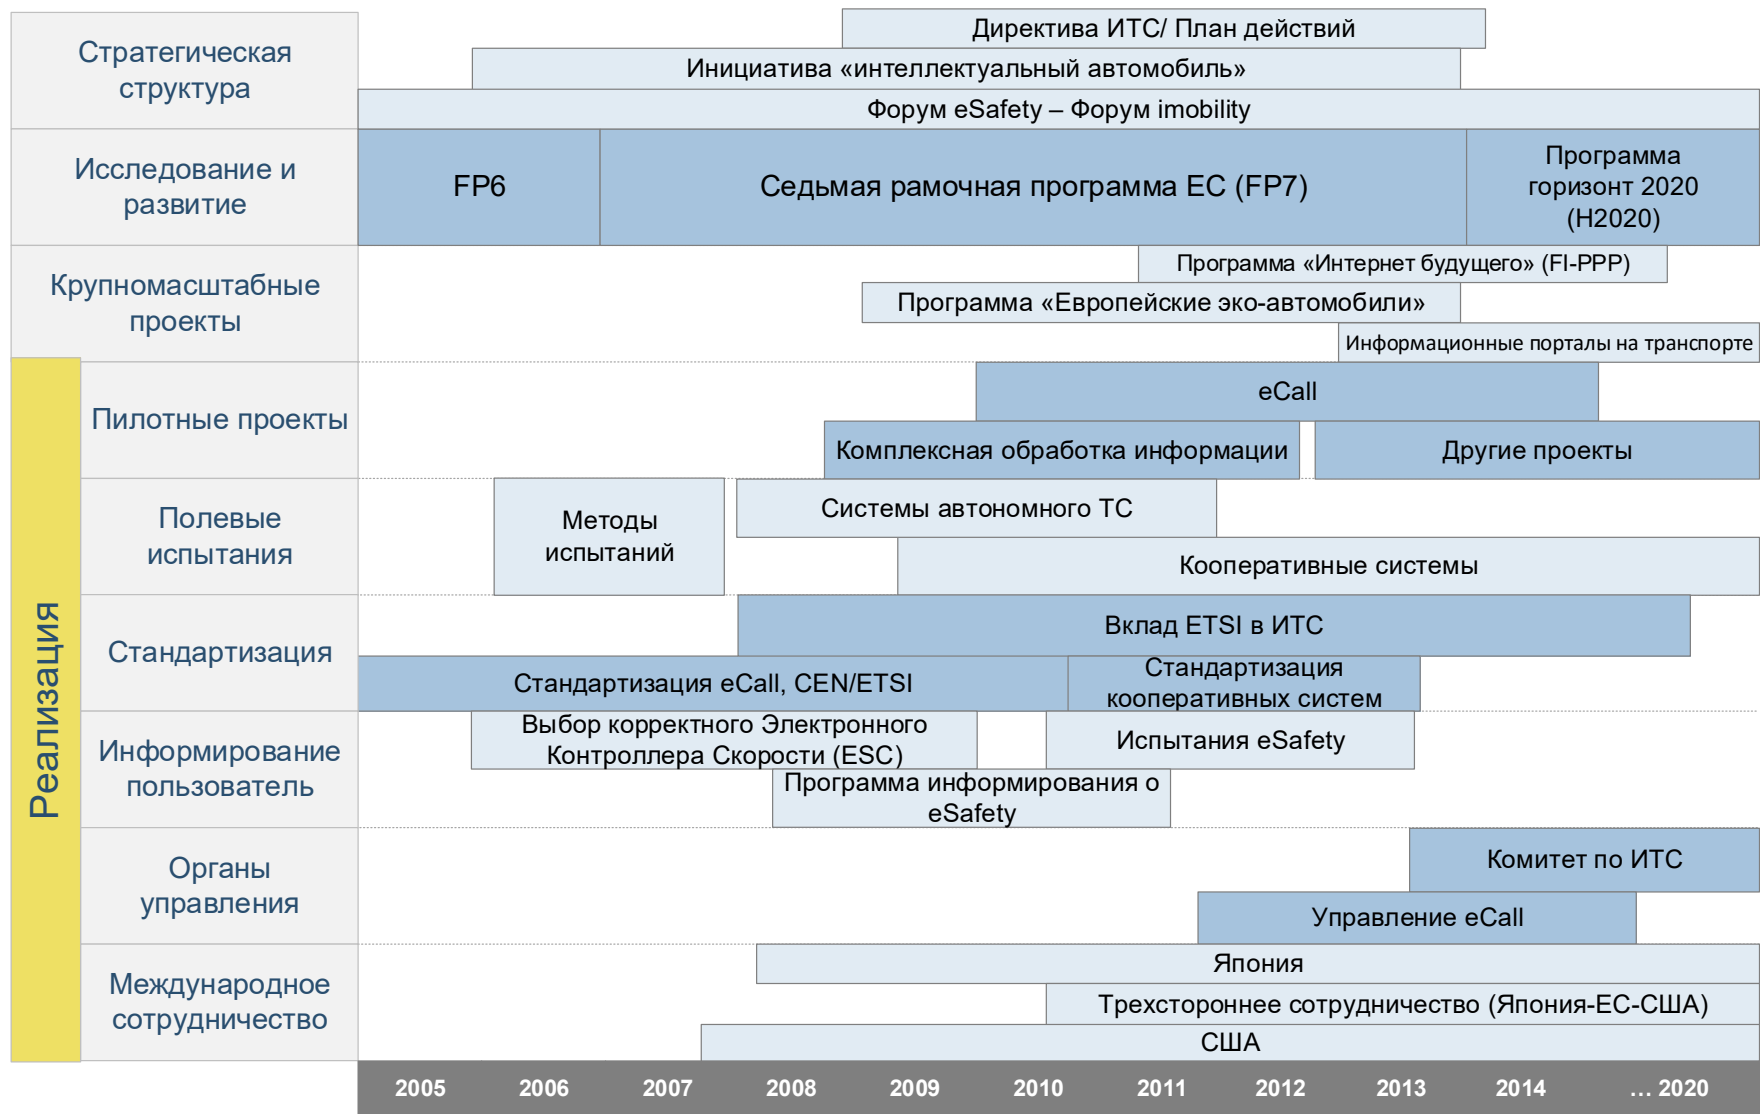 Стратегическая
структура
Директива ИТС/ План действий
Инициатива «интеллектуальный автомобиль»
Форум eSafety – Форум imobility
Исследование и
развитие
FP6
Седьмая рамочная программа ЕС (FP7)
Программа
горизонт 2020
(H2020)
Крупномасштабные
проекты
Программа «Интернет будущего» (FI-PPP)
Программа «Европейские эко-автомобили»
Информационные порталы на транспорте
Реализация
Пилотные проекты
eCall
Комплексная обработка информации
Другие проекты
Полевые
испытания
Методы
испытаний
Системы автономного ТС
Кооперативные системы
Стандартизация
Вклад ETSI в ИТС
Стандартизация eCall, CEN/ETSI
Стандартизация
кооперативных систем
Информирование
пользователь
Выбор корректного Электронного
Контроллера Скорости (ESC)
Испытания eSafety
Программа информирования о
eSafety
Органы
управления
Комитет по ИТС
Управление eCall
Международное
сотрудничество
Япония
Трехстороннее сотрудничество (Япония-ЕС-США)
США
2005 2006 2007 2008 2009 2010 2011 2012 2013 2014 … 2020